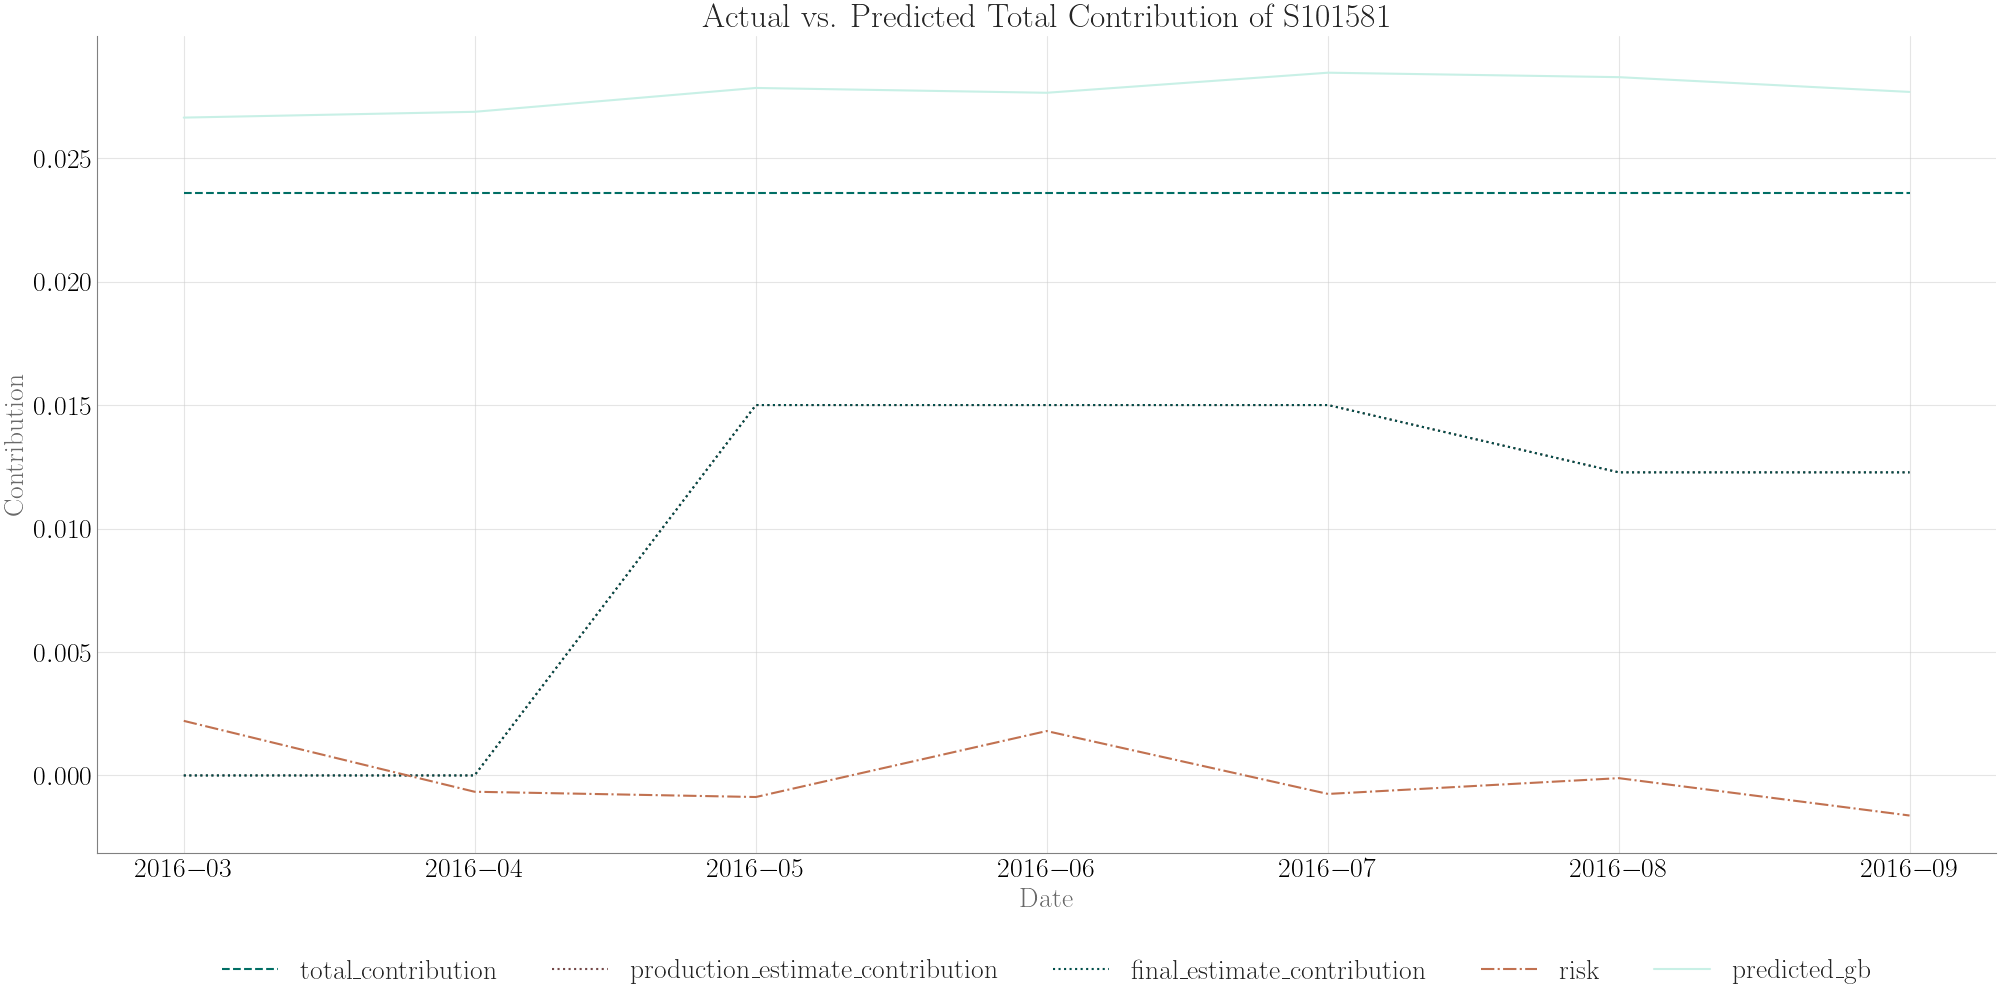 Actual vs. Predicted Total Contribution of S101581
Contribution
0.025
0.020
0.015
0.010
0.005
0.000
2016−03 2016−04 2016−05 2016−06 2016−07 2016−08 2016−09
Date
total_contribution production_estimate_contribution final_estimate_contribution risk predicted_gb